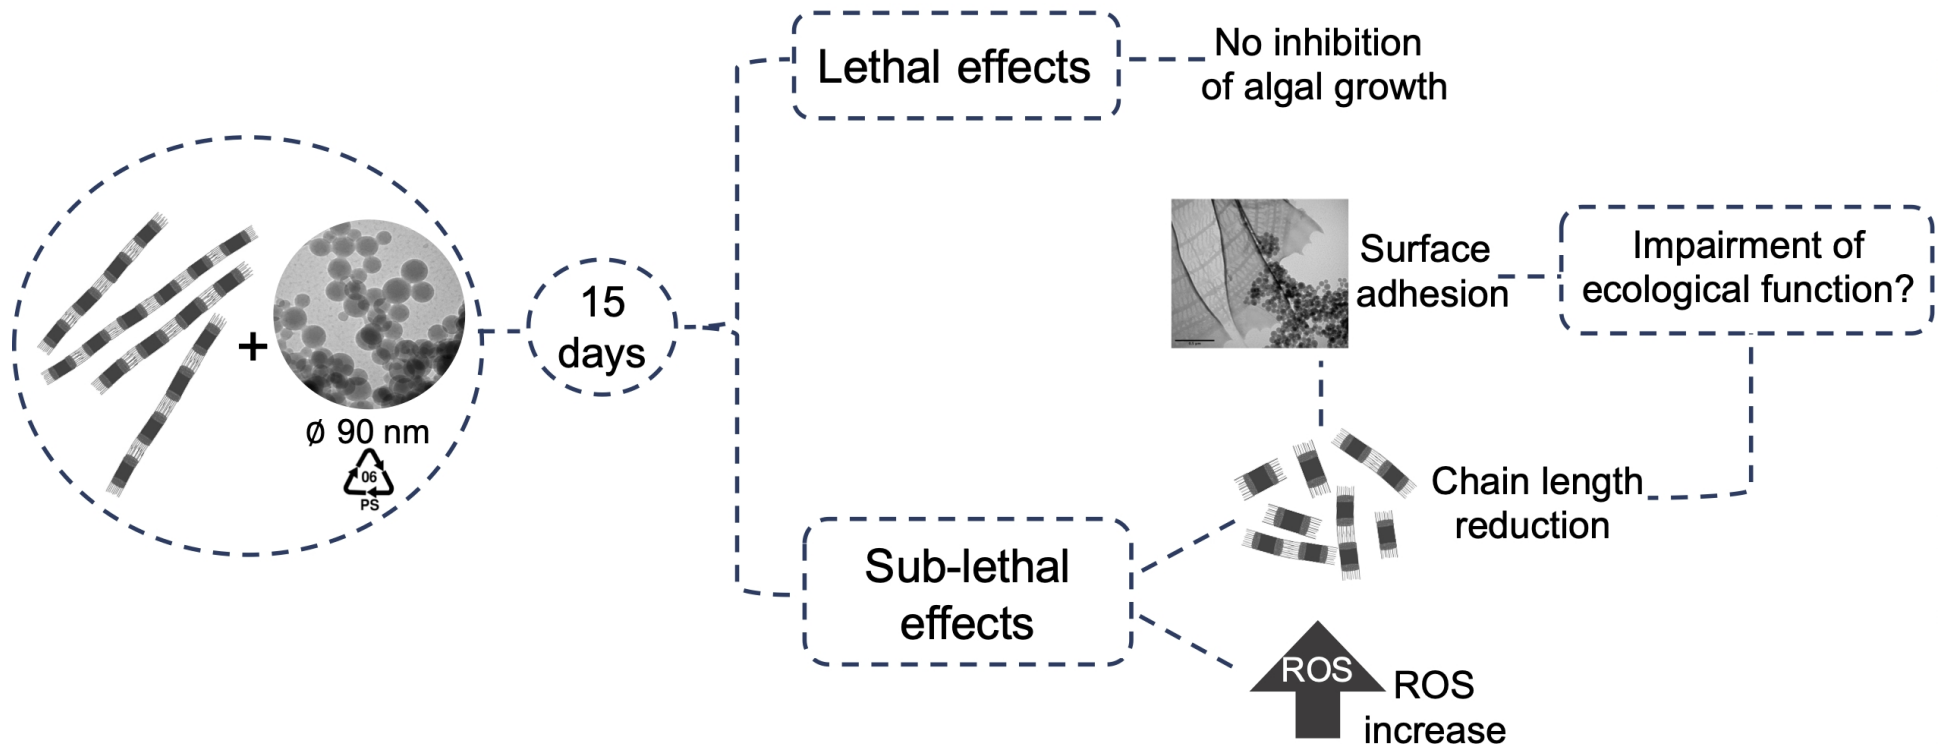 Lethal effects
No inhibition
of algal growth
+
Ø 90 nm
06
PS
15
days
Surface
adhesion
Impairment of
ecological function?
Chain length
reduction
Sub-lethal
effects
ROS
ROS
increase